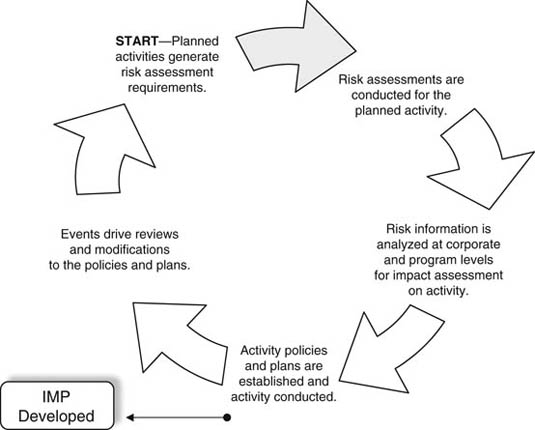 START—Planned
activities generate
risk assessment
requirements.
Risk assessments are
conducted for the
planned activity.
Risk information is
analyzed at corporate
and program levels
for impact assessment
on activity.
Activity policies
and plans are
established and
activity conducted.
IMP
Developed
Events drive reviews
and modifications
to the policies and plans.